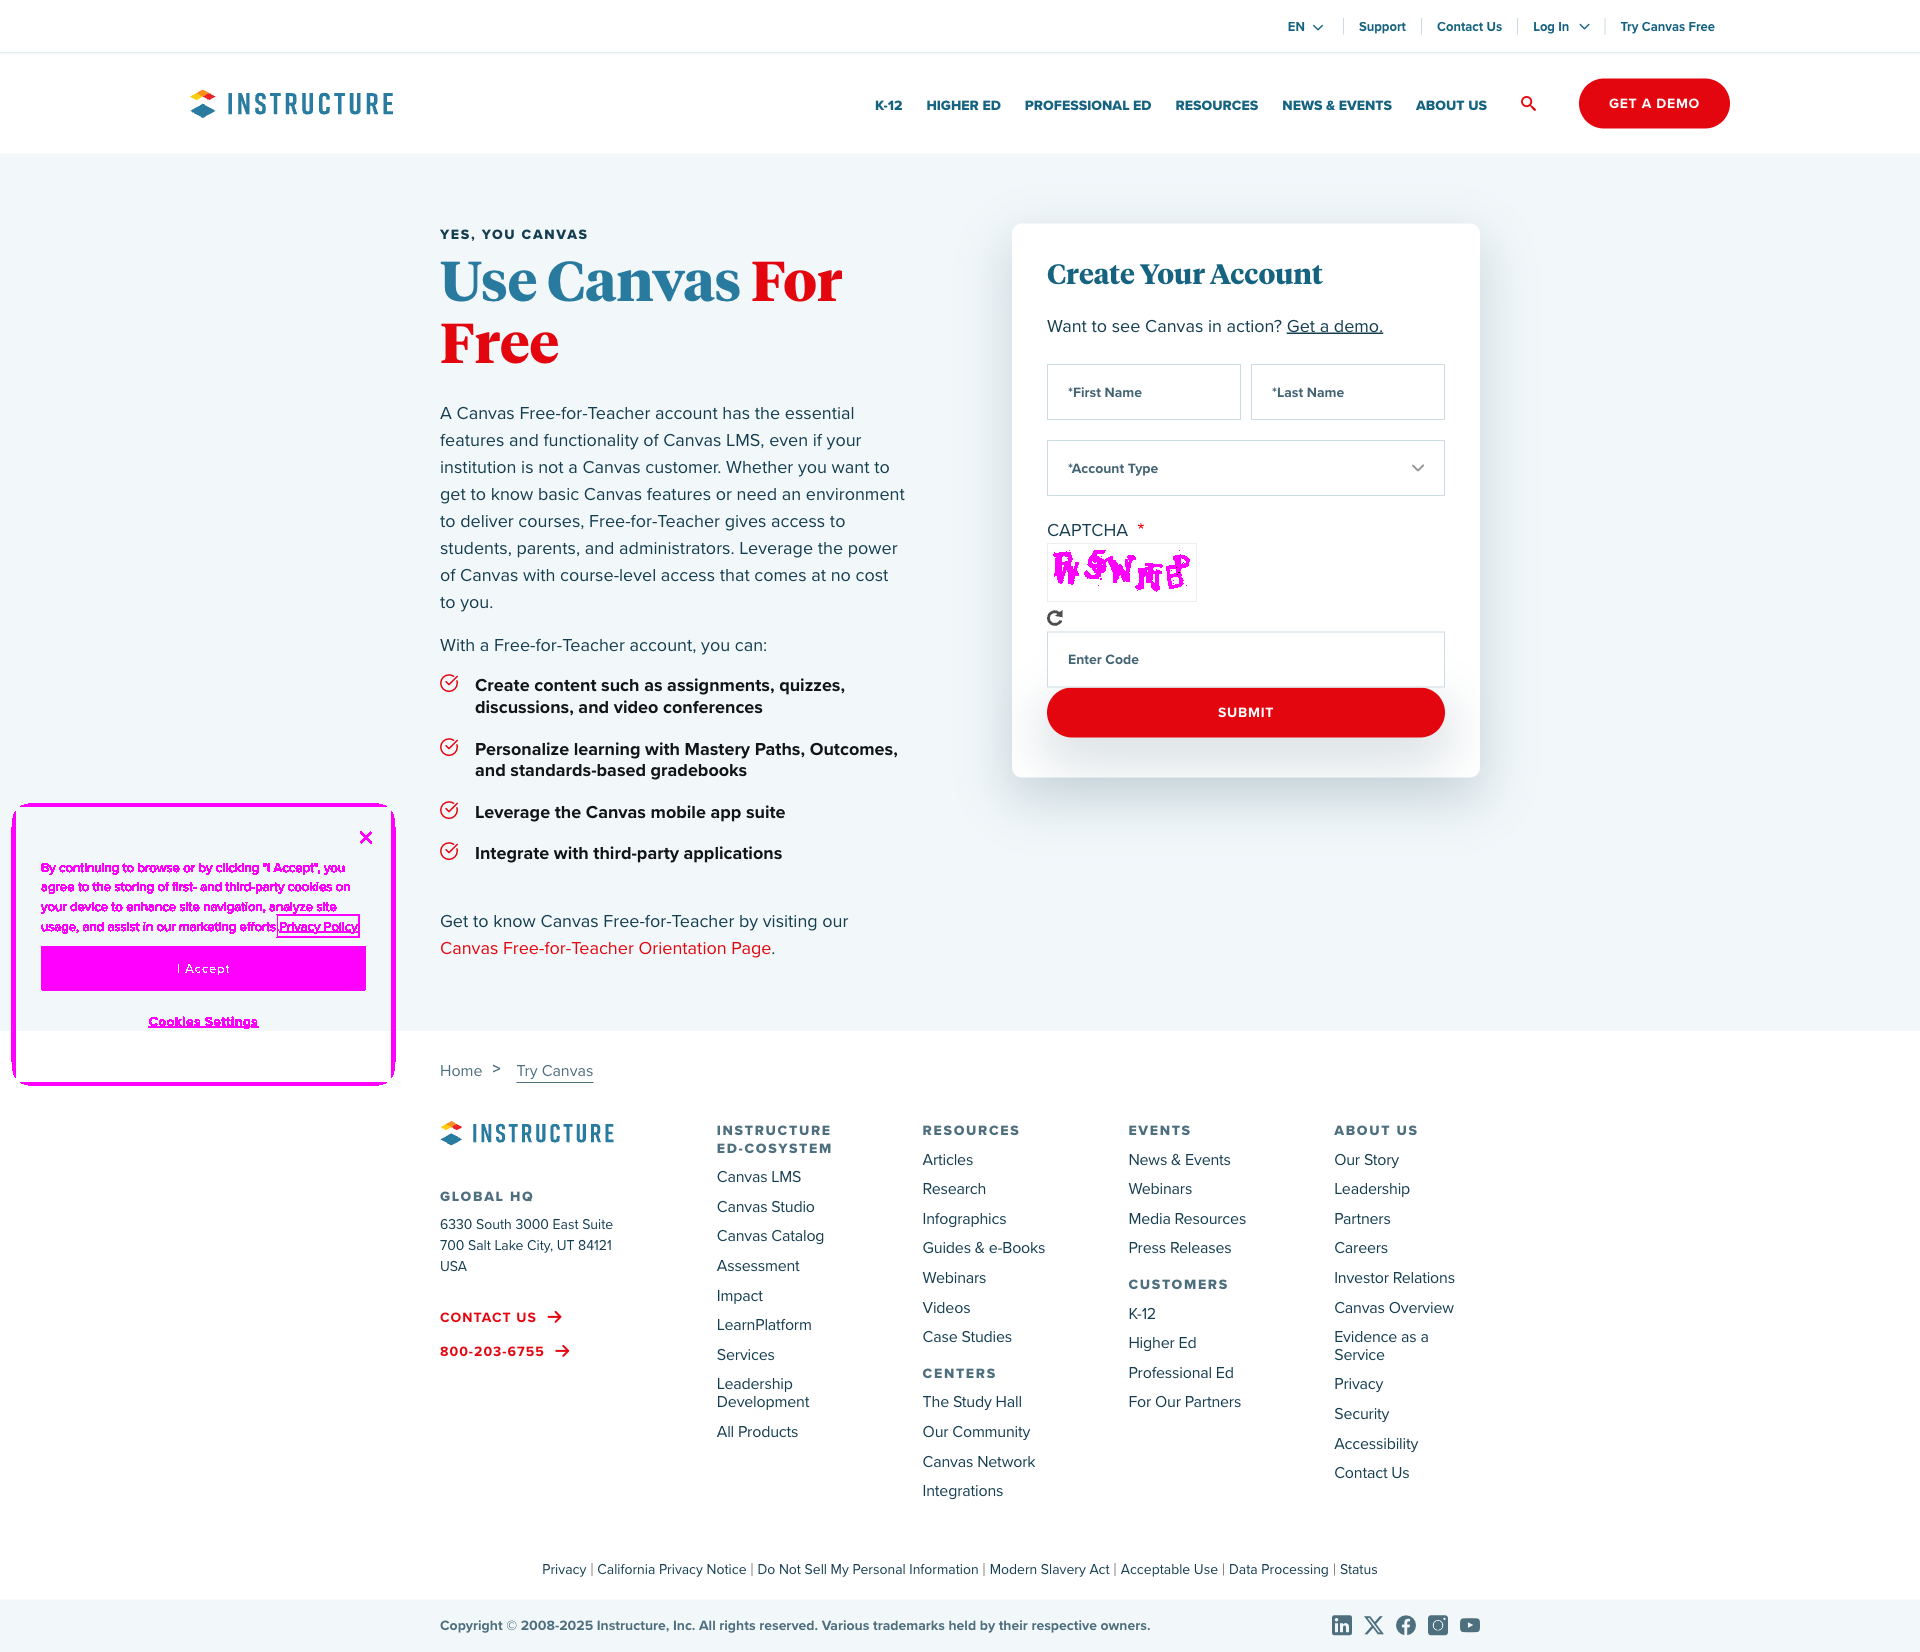 EN
Support
Contact Us
Log In
Try Canvas Free
INSTRUCTURE
K-12
HIGHER ED
PROFESSIONAL ED
RESOURCES
NEWS & EVENTS
ABOUT US
GET A DEMO
YES, YOU CANVAS
Use Canvas For
Free
A Canvas Free-for-Teacher account has the essential
features and functionality of Canvas LMS, even if your
institution is not a Canvas customer. Whether you want to
get to know basic Canvas features or need an environment
to deliver courses, Free-for-Teacher gives access to
students, parents, and administrators. Leverage the power
of Canvas with course-level access that comes at no cost
to you.
With a Free-for-Teacher account, you can:
Create content such as assignments, quizzes,
discussions, and video conferences
Personalize learning with Mastery Paths, Outcomes,
and standards-based gradebooks
Leverage the Canvas mobile app suite
Integrate with third-party applications
Get to know Canvas Free-for-Teacher by visiting our
Canvas Free-for-Teacher Orientation Page.
Create Your Account
Want to see Canvas in action? Get a demo.
*First Name
*Last Name
*Account Type
CAPTCHA *
Enter Code
SUBMIT
By continuing to browse or by clicking "I Accept", you
agree to the storing of first- and third-party cookies on
your device to enhance site navigation, analyze site
usage, and assist in our marketing efforts. Privacy Policy
I Accept
Cookies Settings
Home > Try Canvas
INSTRUCTURE
GLOBAL HQ
6330 South 3000 East Suite
700 Salt Lake City, UT 84121
USA
CONTACT US
800-203-6755
INSTRUCTURE
ED-COSYSTEM
Canvas LMS
Canvas Studio
Canvas Catalog
Assessment
Impact
LearnPlatform
Services
Leadership
Development
All Products
RESOURCES
Articles
Research
Infographics
Guides & e-Books
Webinars
Videos
Case Studies
CENTERS
The Study Hall
Our Community
Canvas Network
Integrations
EVENTS
News & Events
Webinars
Media Resources
Press Releases
CUSTOMERS
K-12
Higher Ed
Professional Ed
For Our Partners
ABOUT US
Our Story
Leadership
Partners
Careers
Investor Relations
Canvas Overview
Evidence as a
Service
Privacy
Security
Accessibility
Contact Us
Privacy | California Privacy Notice | Do Not Sell My Personal Information | Modern Slavery Act | Acceptable Use | Data Processing | Status
Copyright © 2008-2025 Instructure, Inc. All rights reserved. Various trademarks held by their respective owners.